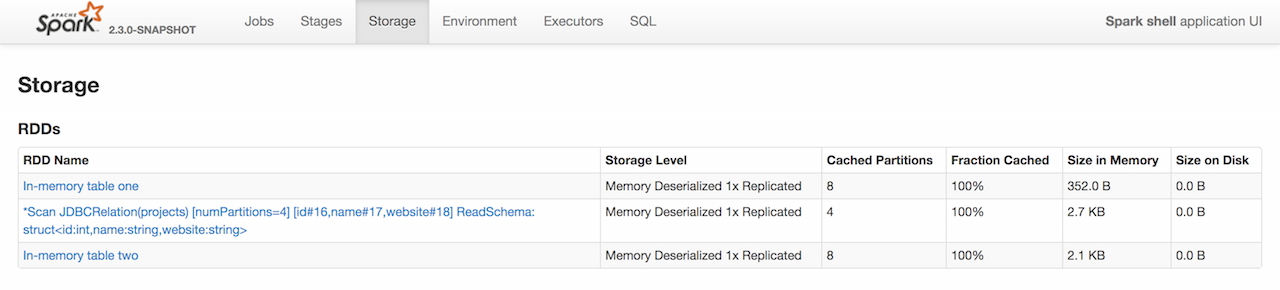 APACHE
Spark 2.3.0-SNAPSHOT Jobs Stages Storage Environment Executors SQL Spark shell application UI
Storage
RDDs
RDD Name Storage Level Cached Partitions Fraction Cached Size in Memory Size on Disk
In-memory table one Memory Deserialized 1x Replicated 8 100% 352.0 B 0.0 B
*Scan JDBCRelation(projects) [numPartitions=4] [id#16,name#17,website#18] ReadSchema: Memory Deserialized 1x Replicated 4 100% 2.7 KB 0.0 B
struct<id:int,name:string,website:string>
In-memory table two Memory Deserialized 1x Replicated 8 100% 2.1 KB 0.0 B